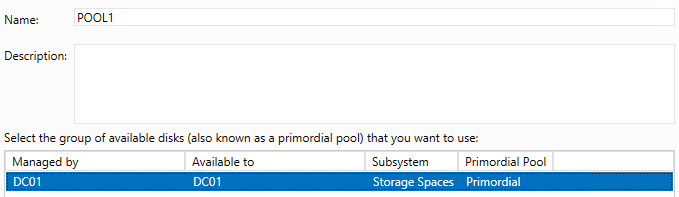 Name: POOL1
Description:
Select the group of available disks (also known as a primordial pool) that you want to use:
Managed by Available to Subsystem Primordial Pool
DC01 DC01 Storage Spaces Primordial